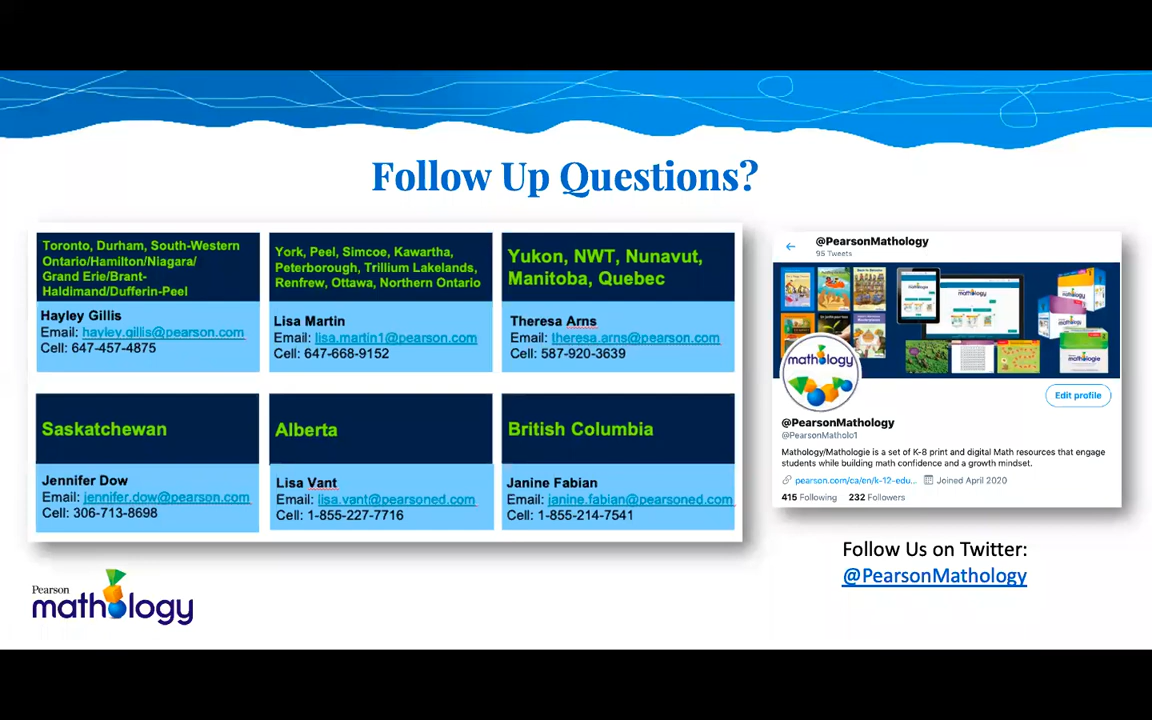 Follow Up Questions?
Toronto, Durham, South-Western
Ontario/Hamilton/Niagara/
Grand Erie/Brant-
Haldimand/Dufferin-Peel
Hayley Gillis
Email: hayley.gillis@pearson.com
Cell: 647-457-4875
York, Peel, Simcoe, Kawartha,
Peterborough, Trillium Lakelands,
Renfrew, Ottawa, Northern Ontario
Lisa Martin
Email: lisa.martin1@pearson.com
Cell: 647-668-9152
Yukon, NWT, Nunavut,
Manitoba, Quebec
Theresa Arns
Email: theresa.arns@pearson.com
Cell: 587-920-3639
Saskatchewan
Jennifer Dow
Email: jennifer.dow@pearson.com
Cell: 306-713-8698
Alberta
Lisa Vant
Email: lisa.vant@pearsoned.com
Cell: 1-855-227-7716
British Columbia
Janine Fabian
Email: janine.fabian@pearsoned.com
Cell: 1-855-214-7541
@PearsonMathology
95 Tweets
mathology
Edit profile
@PearsonMathology
@PearsonMatholo1
Mathology/Mathologie is a set of K-8 print and digital Math resources that engage
students while building math confidence and a growth mindset.
pearson.com/ca/en/k-12-edu... Joined April 2020
415 Following 232 Followers
Follow Us on Twitter:
@PearsonMathology
Pearson
mathology